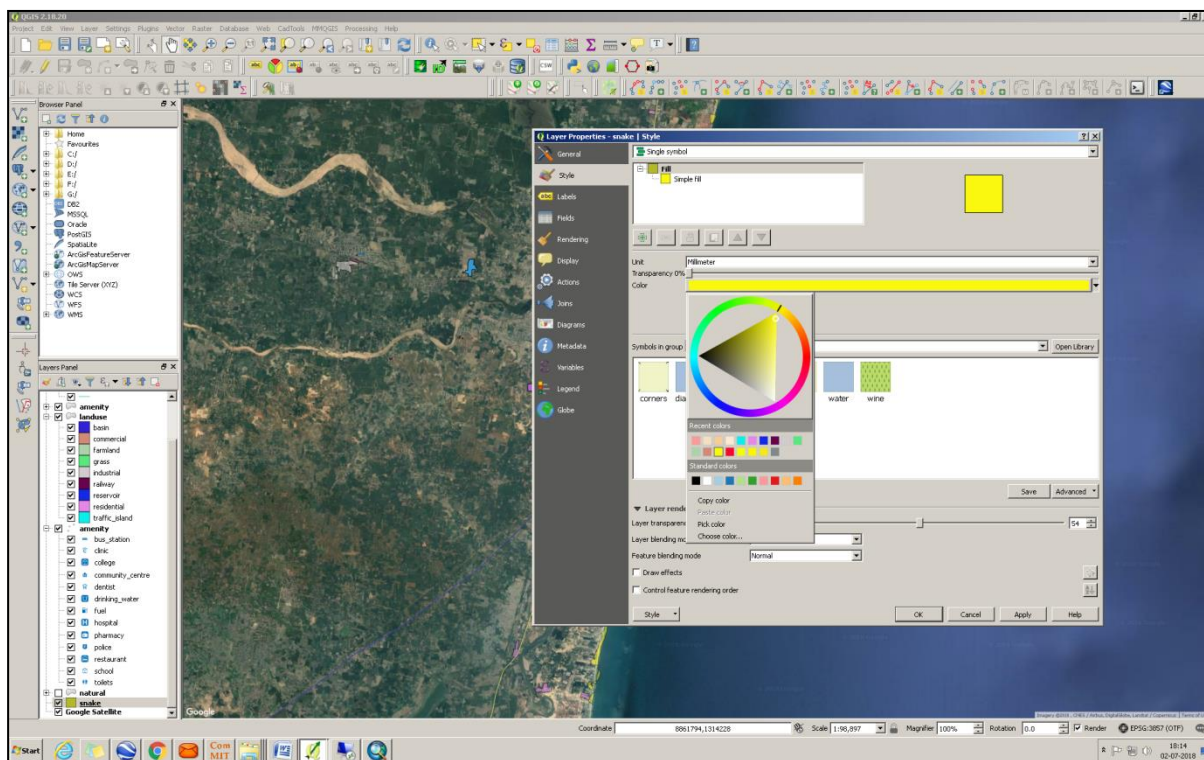 QGIS 2.18.20
Project Edit View Layer Settings Plugins Vector Raster Database Web CadTools MMQGIS Processing Help
Browser Panel
Home
Favourites
C:/
D:/
E:/
F:/
G:/
DB2
MSSQL
Oracle
PostGIS
SpatiaLite
ArcGisFeatureServer
ArcGisMapServer
OWS
Tile Server (XYZ)
WCS
WFS
WMS
Layers Panel
amenity
landuse
basin
commercial
farmland
grass
industrial
railway
reservoir
residential
traffic_island
amenity
bus_station
clinic
college
community_centre
dentist
drinking_water
fuel
hospital
pharmacy
police
restaurant
school
toilets
natural
snake
Google Satellite
Google
Layer Properties - snake | Style
General
Style
Labels
Fields
Rendering
Display
Actions
Joins
Diagrams
Metadata
Variables
Legend
Globe
Single symbol
Fill
Simple fill
Unit Millimeter
Transparency 0%
Color
Symbols in group
Open Library
corners
water
wine
Recent colors
Standard colors
Copy color
Paste color
Pick color
Choose color...
Save Advanced
Layer
Layer
Layer blending
54
Feature blending mode Normal
Draw effects
Control feature rendering order
Style OK Cancel Apply Help
Coordinate 8861794,1314228 Scale 1:98,897 Magnifier 100% Rotation 0.0 Render EPSG:3857 (OTF)
Start
Com
MIT
18:14
02-07-2018